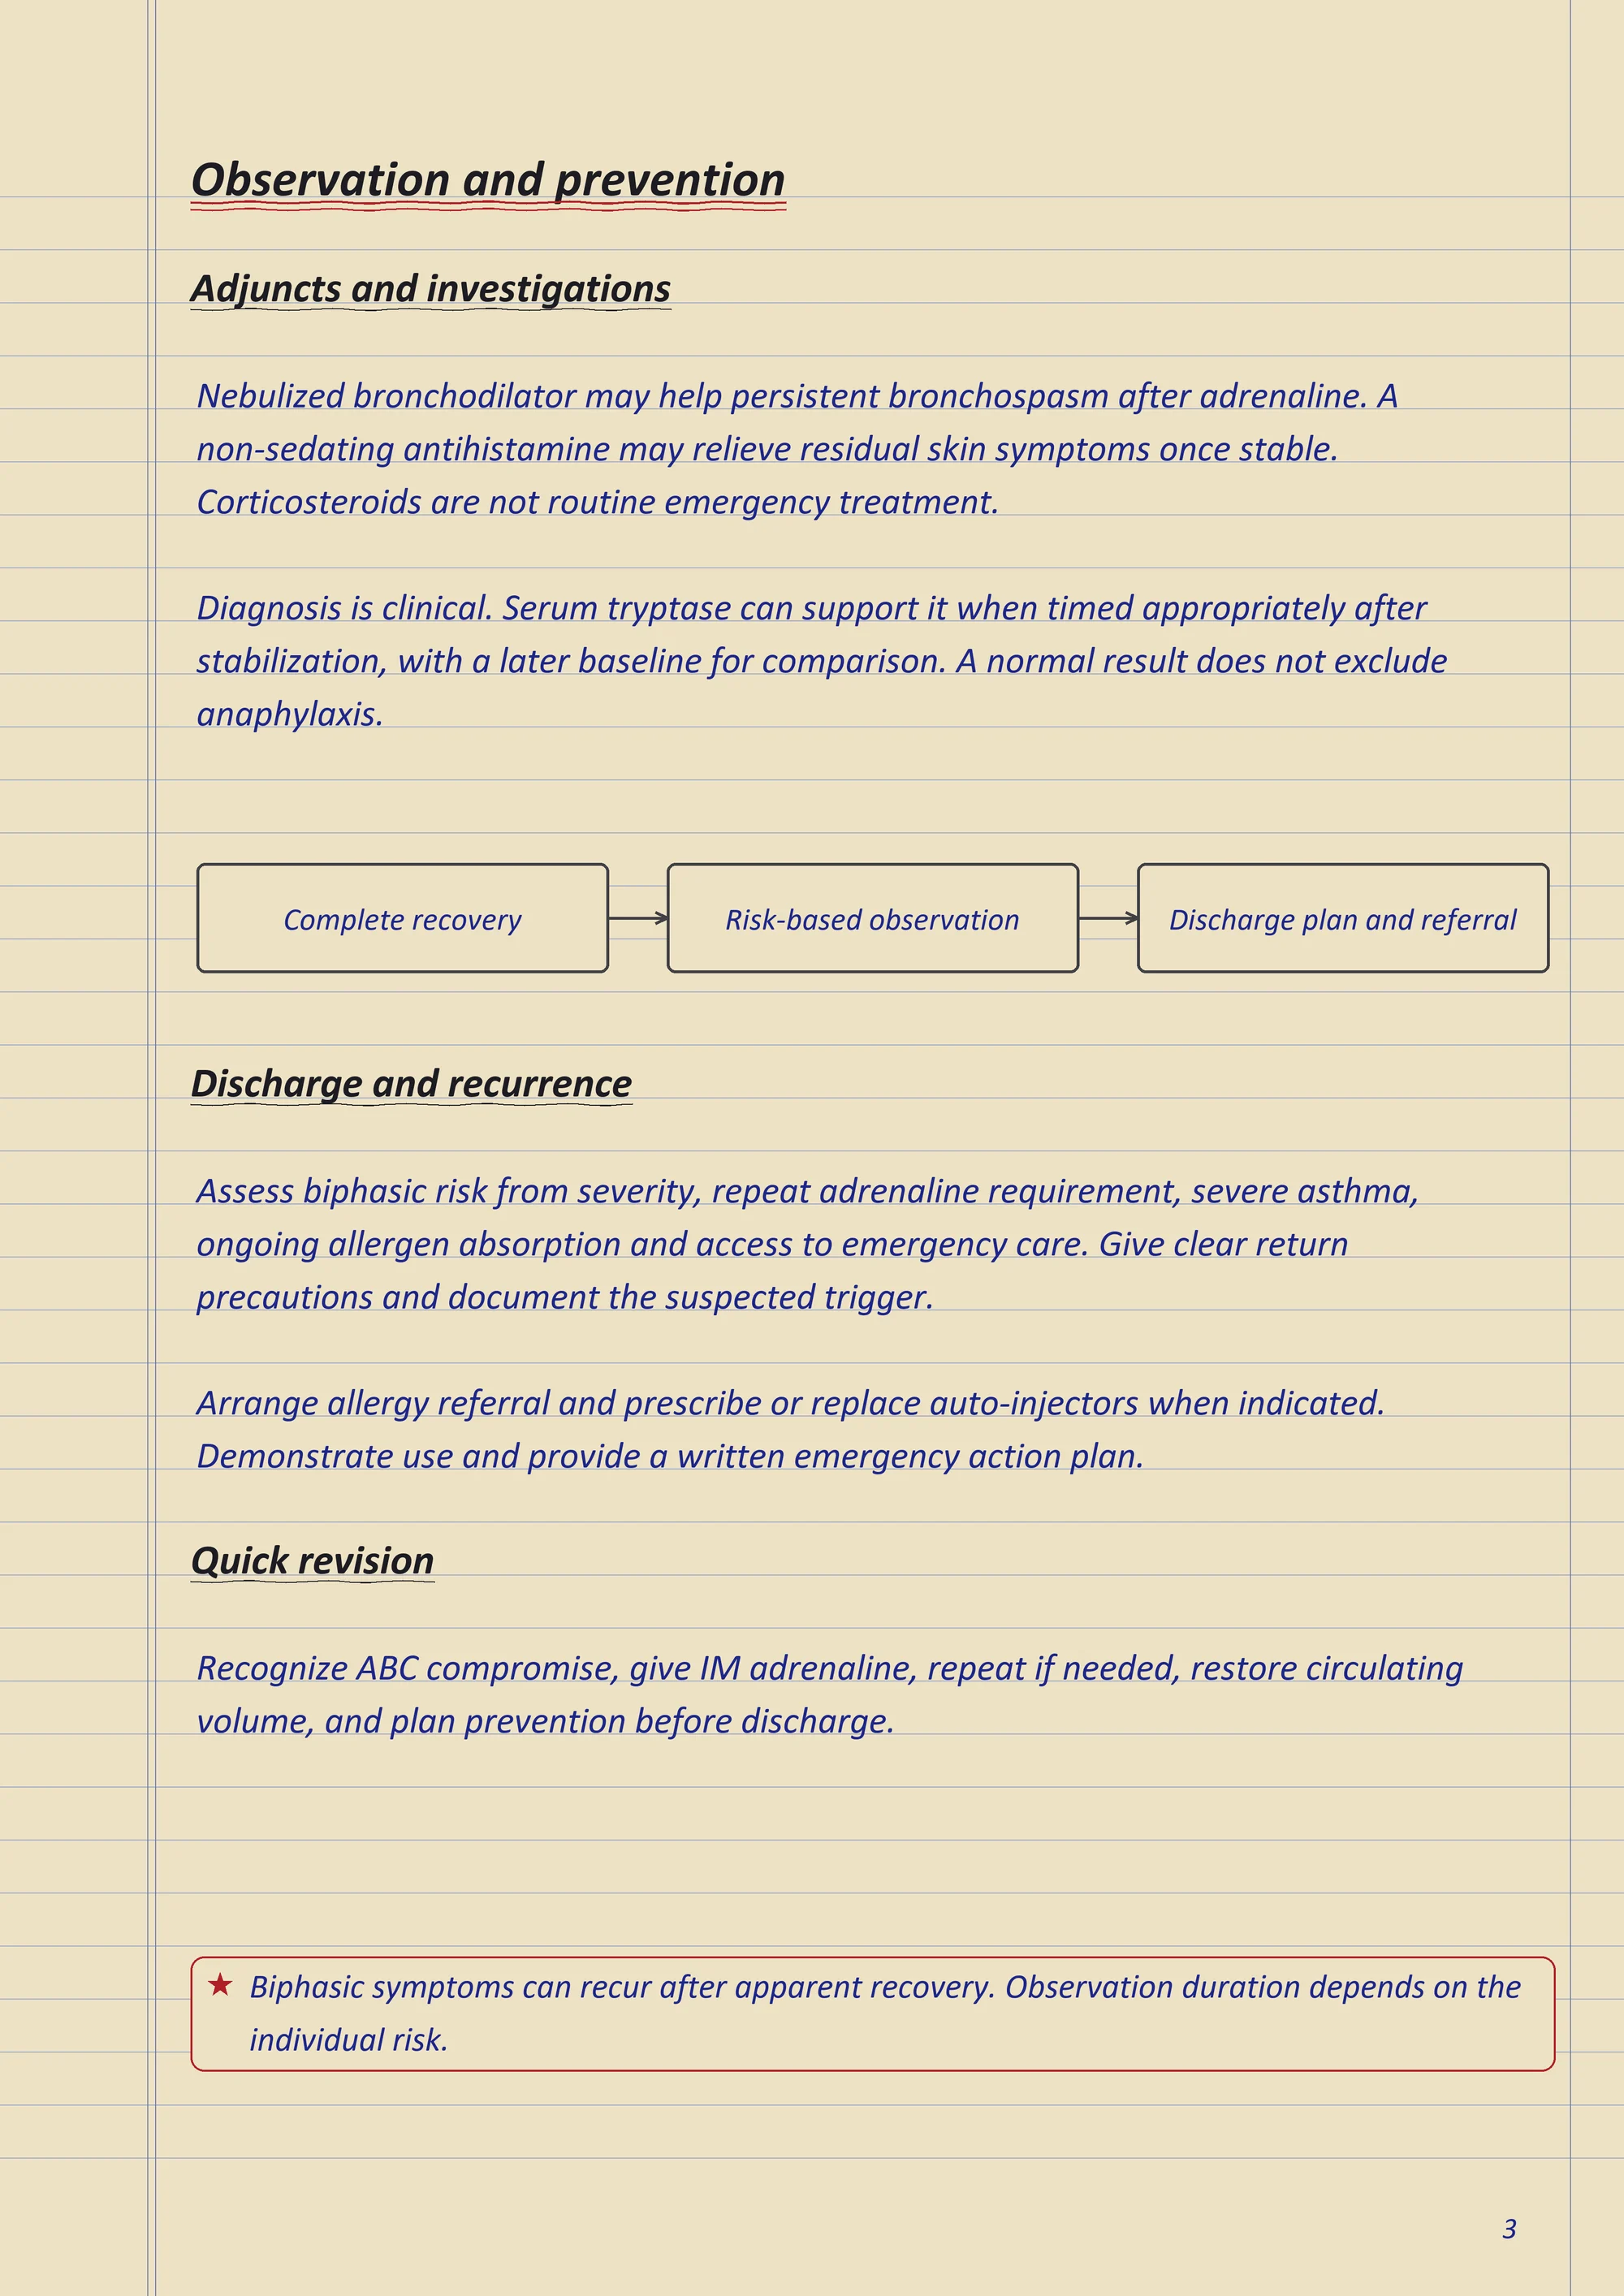 Observation and prevention
Adjuncts and investigations
Nebulized bronchodilator may help persistent bronchospasm after adrenaline. A
non-sedating antihistamine may relieve residual skin symptoms once stable.
Corticosteroids are not routine emergency treatment.
Diagnosis is clinical. Serum tryptase can support it when timed appropriately after
stabilization, with a later baseline for comparison. A normal result does not exclude
anaphylaxis.
Complete recovery
Risk-based observation
Discharge plan and referral
Discharge and recurrence
Assess biphasic risk from severity, repeat adrenaline requirement, severe asthma,
ongoing allergen absorption and access to emergency care. Give clear return
precautions and document the suspected trigger.
Arrange allergy referral and prescribe or replace auto-injectors when indicated.
Demonstrate use and provide a written emergency action plan.
Quick revision
Recognize ABC compromise, give IM adrenaline, repeat if needed, restore circulating
volume, and plan prevention before discharge.
★ Biphasic symptoms can recur after apparent recovery. Observation duration depends on the
individual risk.
3